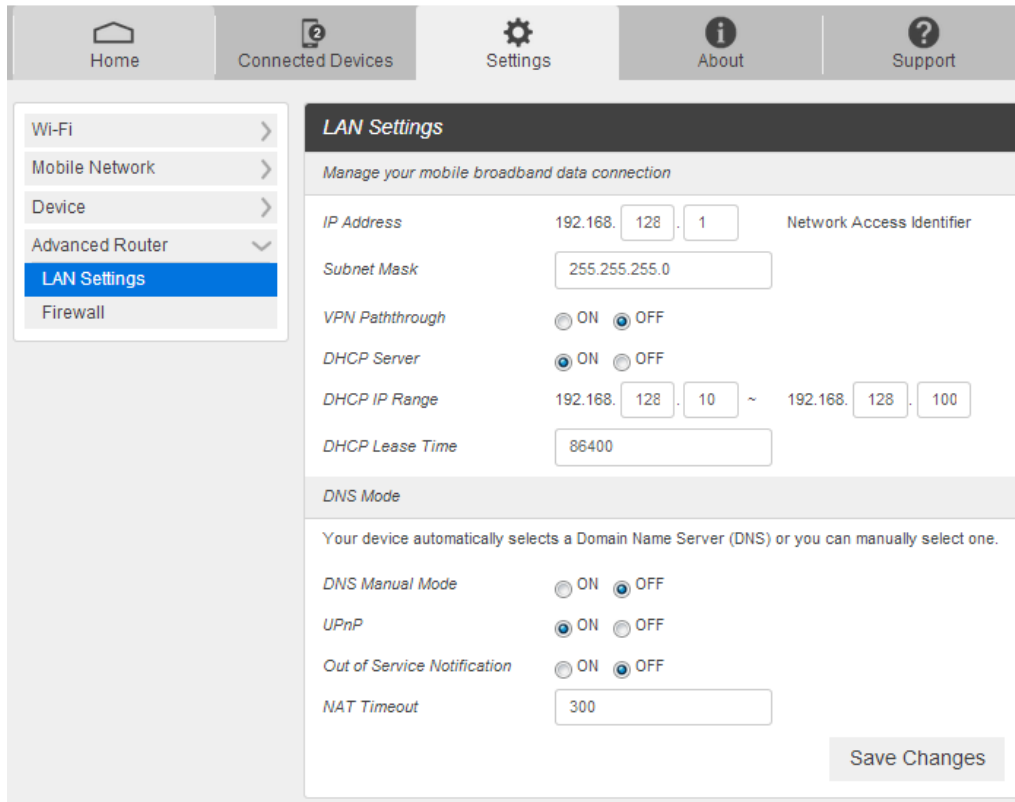 2
Home
Connected Devices
Settings
About
Support
Wi-Fi
Mobile Network
Device
Advanced Router
LAN Settings
Firewall
LAN Settings
Manage your mobile broadband data connection
IP Address 192.168. 128 . 1 Network Access Identifier
Subnet Mask 255.255.255.0
VPN Paththrough ON OFF
DHCP Server ON OFF
DHCP IP Range 192.168. 128 . 10 ~ 192.168. 128 . 100
DHCP Lease Time 86400
DNS Mode
Your device automatically selects a Domain Name Server (DNS) or you can manually select one.
DNS Manual Mode ON OFF
UPnP ON OFF
Out of Service Notification ON OFF
NAT Timeout 300
Save Changes